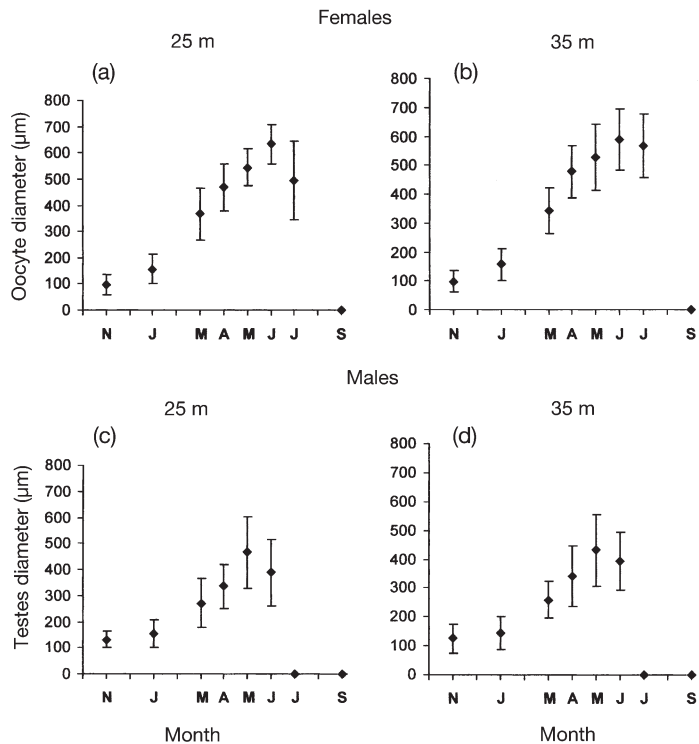 Females
25 m
35 m
(a)
(b)
Oocyte diameter (µm)
800
700
600
500
400
300
200
100
0
N J M A M J J S
800
700
600
500
400
300
200
100
0
N J M A M J J S
Males
25 m
35 m
(c)
(d)
Testes diameter (µm)
800
700
600
500
400
300
200
100
0
N J M A M J J S
800
700
600
500
400
300
200
100
0
N J M A M J J S
Month
Month